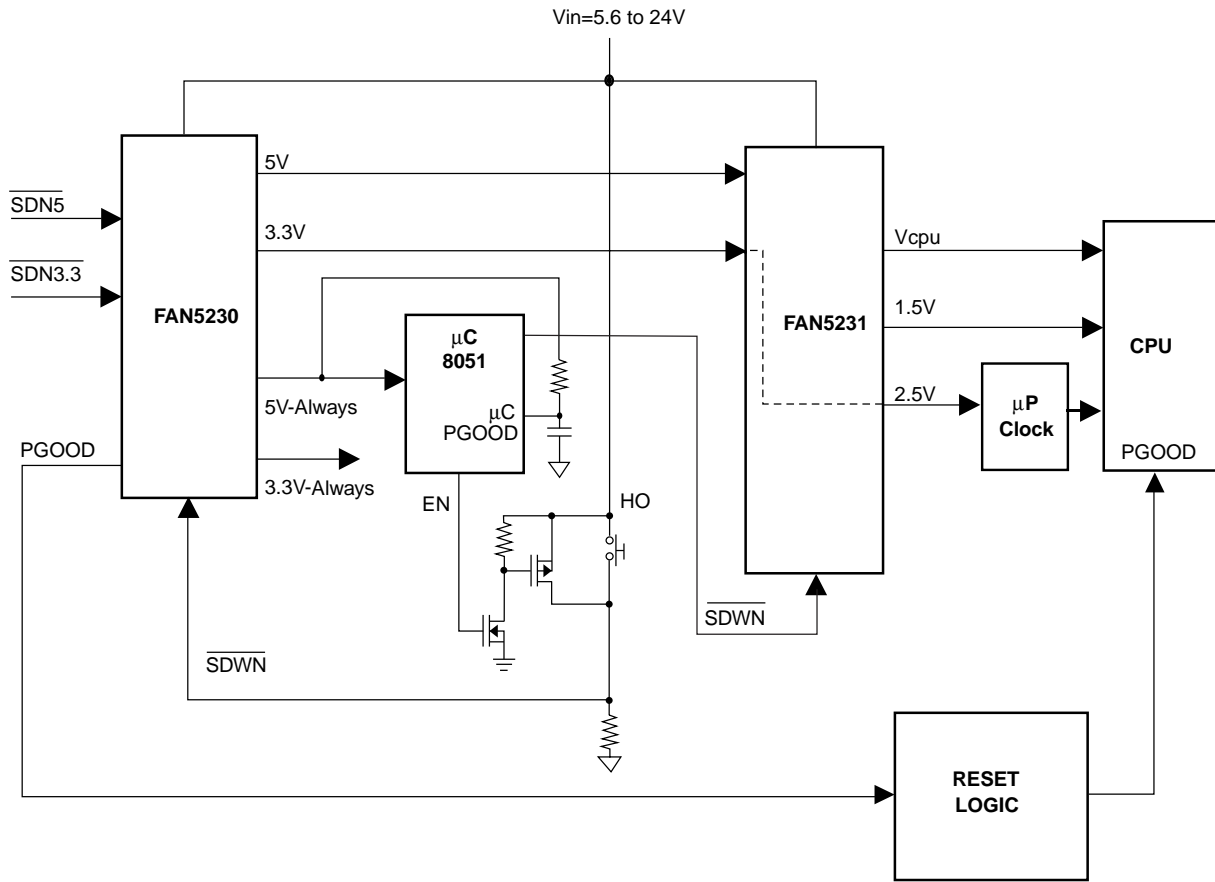 Vin=5.6 to 24V
5V
SDN5
3.3V
Vcpu
SDN3.3
FAN5230
FAN5231
1.5V
μC
8051
CPU
2.5V
μP
Clock
5V-Always
μC
PGOOD
PGOOD
PGOOD
3.3V-Always
EN
HO
SDWN
SDWN
RESET
LOGIC